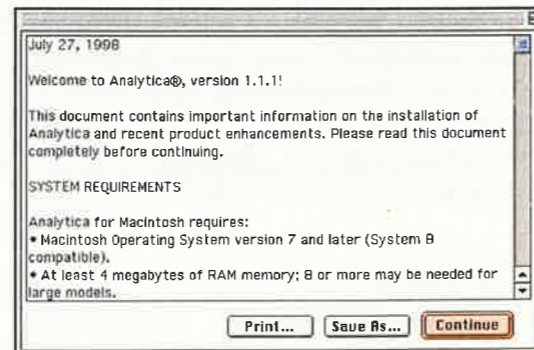 July 27, 1998
Welcome to Analytica®, version 1.1.1!
This document contains important information on the installation of
Analytica and recent product enhancements. Please read this document
completely before continuing.
SYSTEM REQUIREMENTS
Analytica for Macintosh requires:
• Macintosh Operating System version 7 and later (System 8
compatible).
• At least 4 megabytes of RAM memory; 8 or more may be needed for
large models.
Print... Save As... Continue